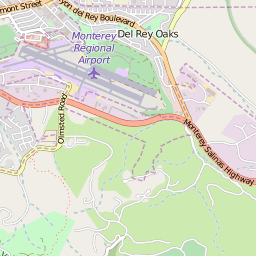 mont Street
yon del Rey Boulevard
Del Rey Oaks
Monterey
Regional
Airport
Olmsted Road
Monterey Salinas Highway